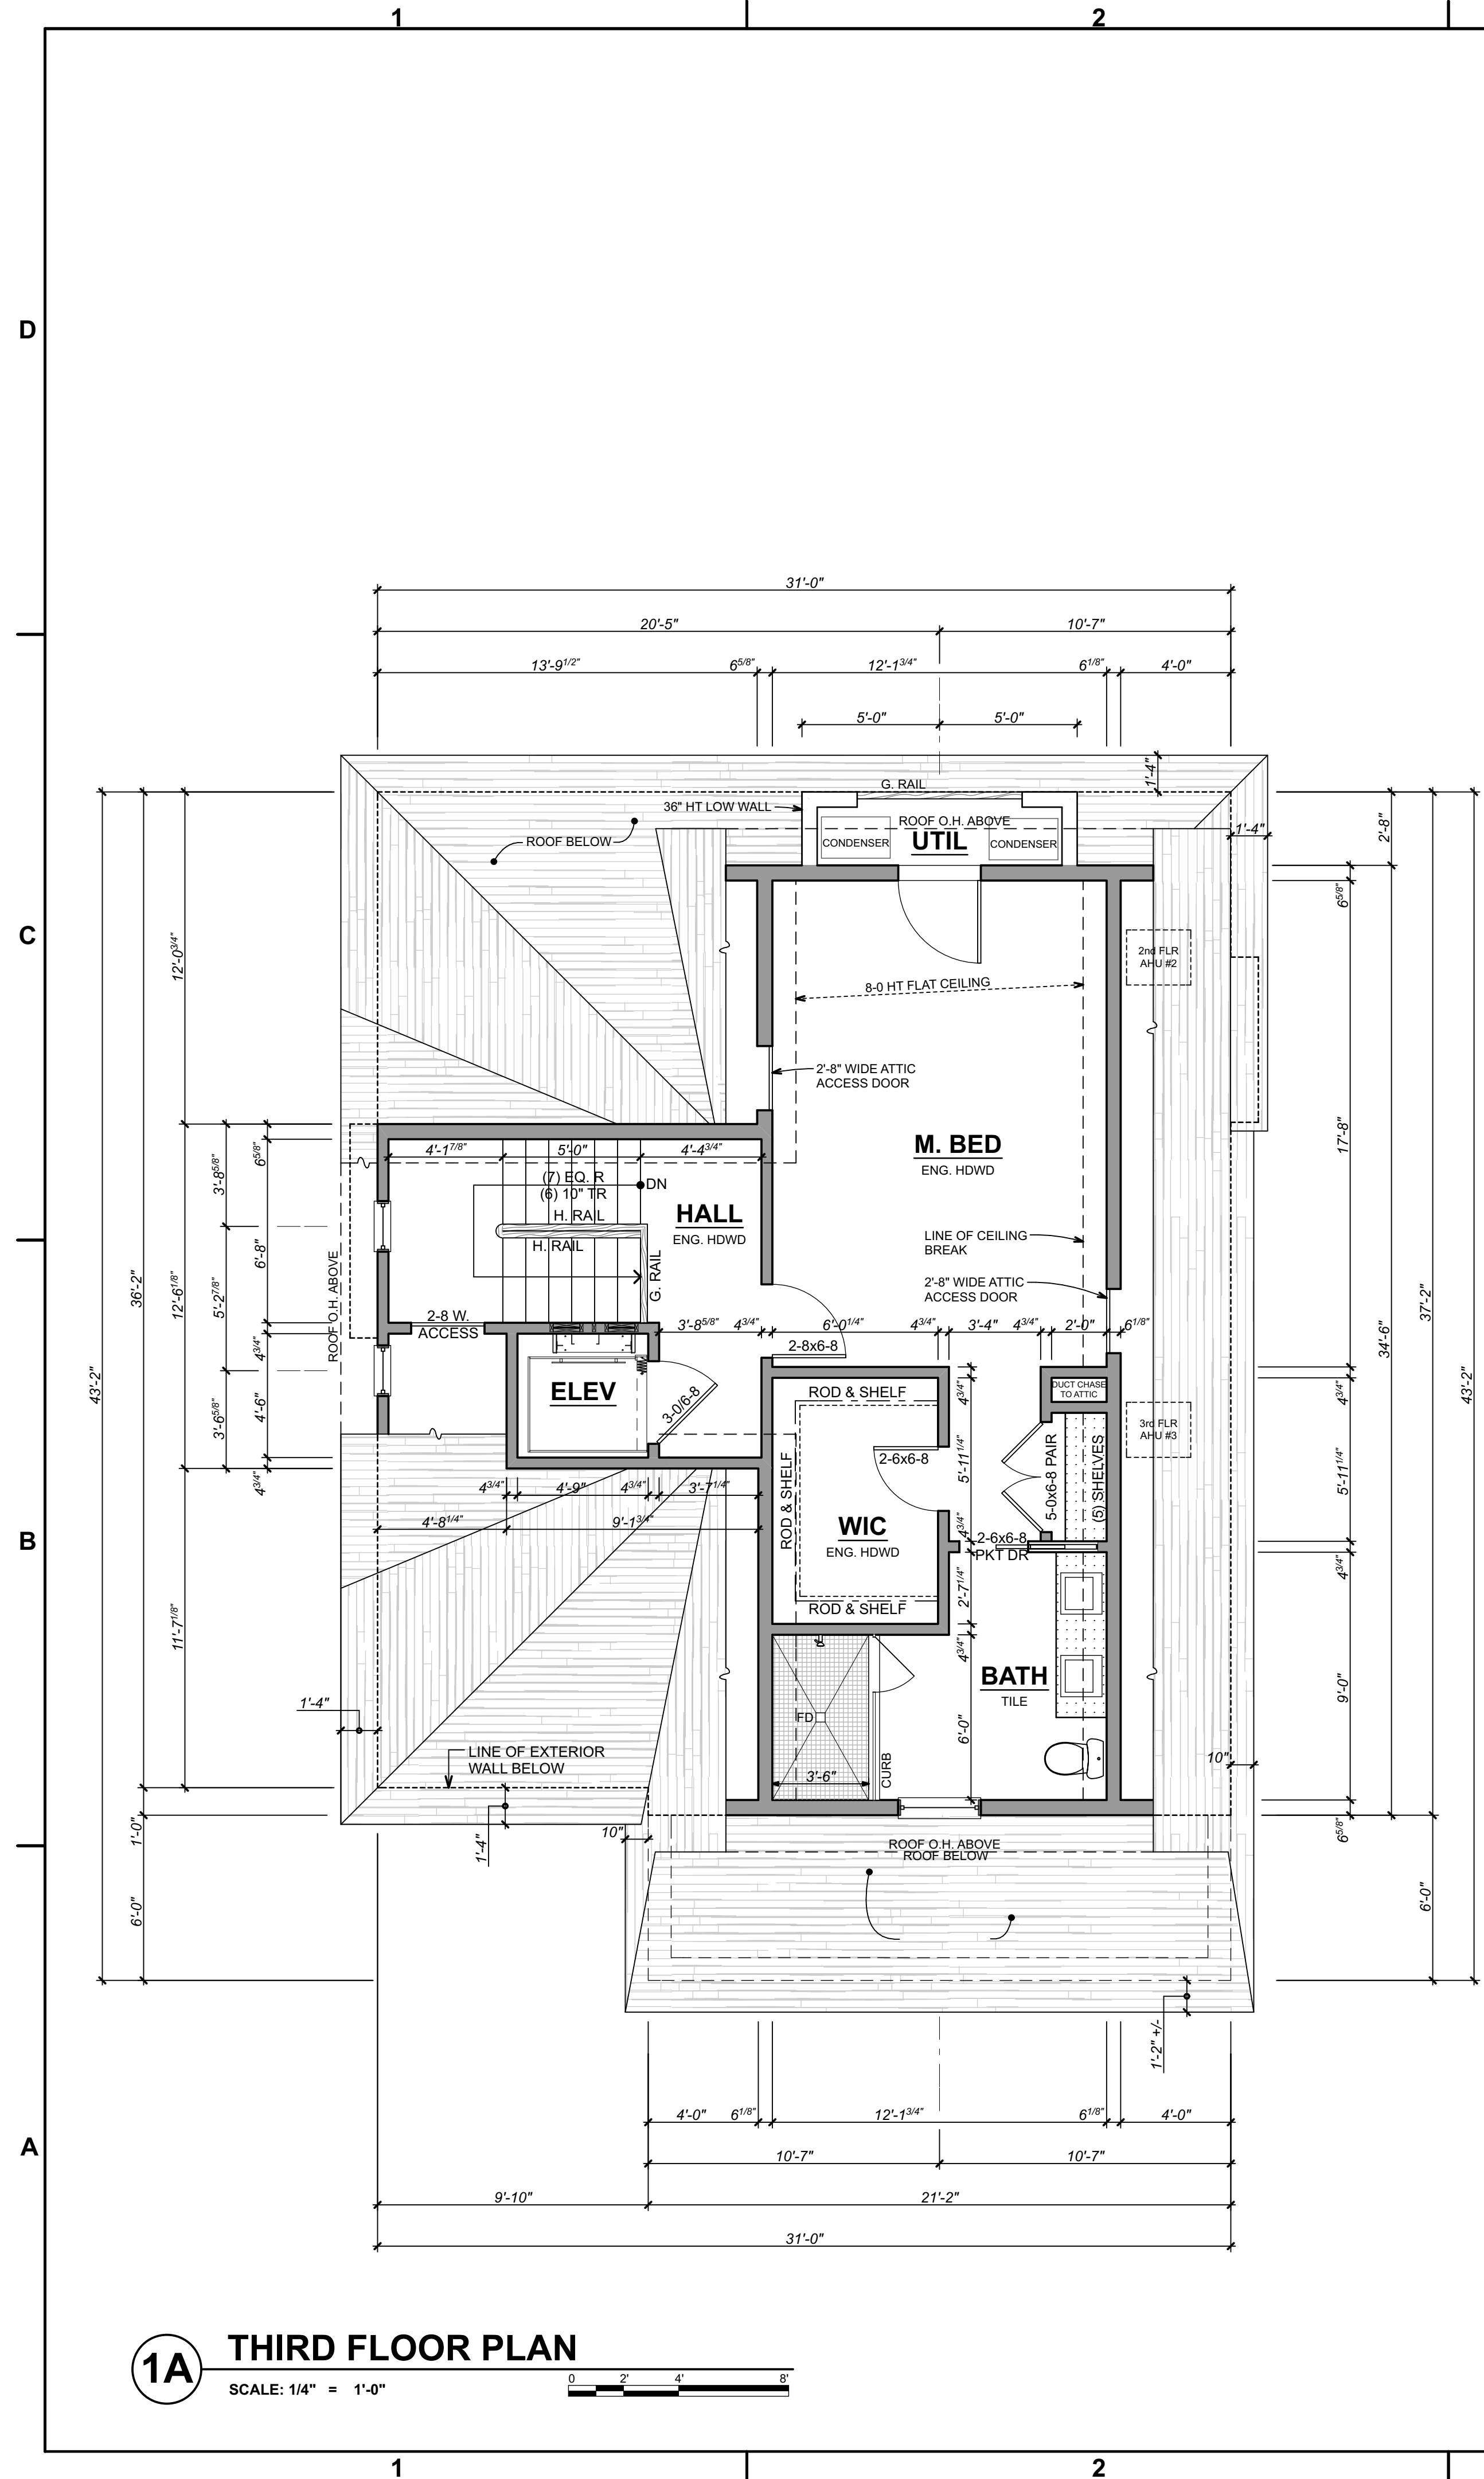 1
2
D
C
B
A
31'-0"
20'-5"
10'-7"
13'-9 1/2"
6 5/8"
12'-1 3/4"
6 1/8"
4'-0"
5'-0"
5'-0"
1'-4"
G. RAIL
36" HT LOW WALL
ROOF O.H. ABOVE
UTIL
CONDENSER
CONDENSER
1'-4"
ROOF BELOW
2'-8"
6 5/8"
2nd FLR
AHU #2
8-0 HT FLAT CEILING
12'-0 3/4"
2'-8" WIDE ATTIC
ACCESS DOOR
M. BED
ENG. HDWD
17'-8"
4'-1 7/8"
5'-0"
4'-4 3/4"
6 5/8"
3'-8 5/8"
(7) EQ. R
(6) 10" TR
DN
H. RAIL
H. RAIL
HALL
ENG. HDWD
G. RAIL
LINE OF CEILING
BREAK
2'-8" WIDE ATTIC
ACCESS DOOR
6'-8"
5'-2 7/8"
12'-6 1/8"
36'-2"
43'-2"
ROOF O.H. ABOVE
37'-2"
34'-6"
43'-2"
2-8 W.
ACCESS
3'-8 5/8"
4 3/4"
6'-0 1/4"
4 3/4"
3'-4"
4 3/4"
2'-0"
6 1/8"
2-8x6-8
4 3/4"
4'-6"
3'-6 5/8"
4 3/4"
ELEV
3-0/6-8
ROD & SHELF
ROD & SHELF
ROD & SHELF
WIC
ENG. HDWD
2-6x6-8
4 3/4"
5'-11 1/4"
4 3/4"
2'-7 1/4"
4 3/4"
6'-0"
DUCT CHASE
TO ATTIC
5-0x6-8 PAIR
(5) SHELVES
3rd FLR
AHU #3
4 3/4"
5'-11 1/4"
4 3/4"
9'-0"
6 5/8"
6'-0"
2-6x6-8
PKT DR
4 3/4"
4'-9"
4 3/4"
3'-7 1/4"
4'-8 1/4"
9'-1 3/4"
11'-7 1/8"
BATH
TILE
FD
3'-6"
CURB
1'-4"
LINE OF EXTERIOR
WALL BELOW
10"
1'-0"
6'-0"
1'-4"
10"
ROOF O.H. ABOVE
ROOF BELOW
1'-2" +/-
4'-0"
6 1/8"
12'-1 3/4"
6 1/8"
4'-0"
10'-7"
10'-7"
9'-10"
21'-2"
31'-0"
1A
THIRD FLOOR PLAN
SCALE: 1/4" = 1'-0"
0 2' 4' 8'
1
2